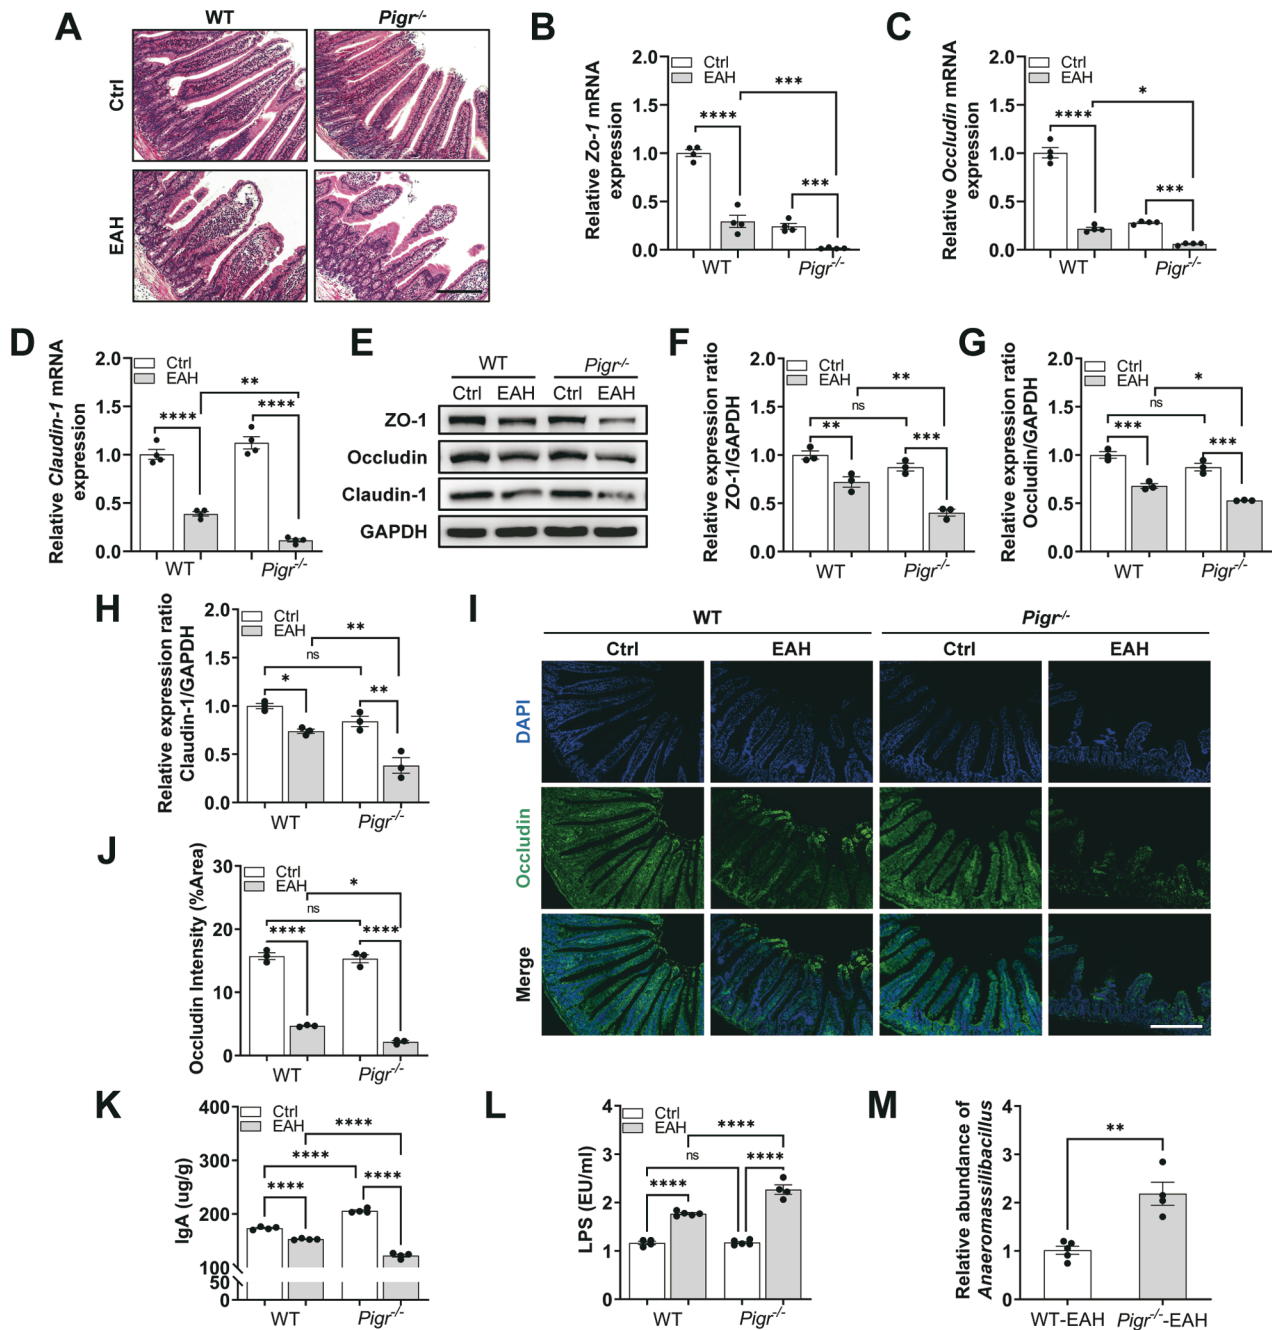 A
WT
Pigr-/-
Ctrl
EAH
B
Relative Zo-1 mRNA
expression
2.0
1.5
1.0
0.5
0.0
Ctrl
EAH
****
***
***
WT
Pigr-/-
C
Relative Occludin mRNA
expression
2.0
1.5
1.0
0.5
0.0
Ctrl
EAH
****
*
***
WT
Pigr-/-
D
Relative Claudin-1 mRNA
expression
2.0
1.5
1.0
0.5
0.0
Ctrl
EAH
**
****
****
WT
Pigr-/-
E
WT
Pigr-/-
Ctrl EAH Ctrl EAH
ZO-1
Occludin
Claudin-1
GAPDH
F
Relative expression ratio
ZO-1/GAPDH
2.0
1.5
1.0
0.5
0.0
Ctrl
EAH
**
ns
**
***
WT
Pigr-/-
G
Relative expression ratio
Occludin/GAPDH
2.0
1.5
1.0
0.5
0.0
Ctrl
EAH
*
ns
***
***
WT
Pigr-/-
H
Relative expression ratio
Claudin-1/GAPDH
2.0
1.5
1.0
0.5
0.0
Ctrl
EAH
**
ns
*
**
WT
Pigr-/-
I
WT
Pigr-/-
Ctrl EAH Ctrl EAH
DAPI
Occludin
Merge
J
Occludin Intensity (%Area)
30
20
10
0
Ctrl
EAH
*
ns
****
****
WT
Pigr-/-
K
IgA (ug/g)
400
300
200
100
50
0
Ctrl
EAH
****
****
****
****
WT
Pigr-/-
L
LPS (EU/ml)
4
3
2
1
0
Ctrl
EAH
****
ns
****
****
WT
Pigr-/-
M
Relative abundance of
Anaeromassilibacillus
4
3
2
1
0
**
WT-EAH
Pigr-/--EAH